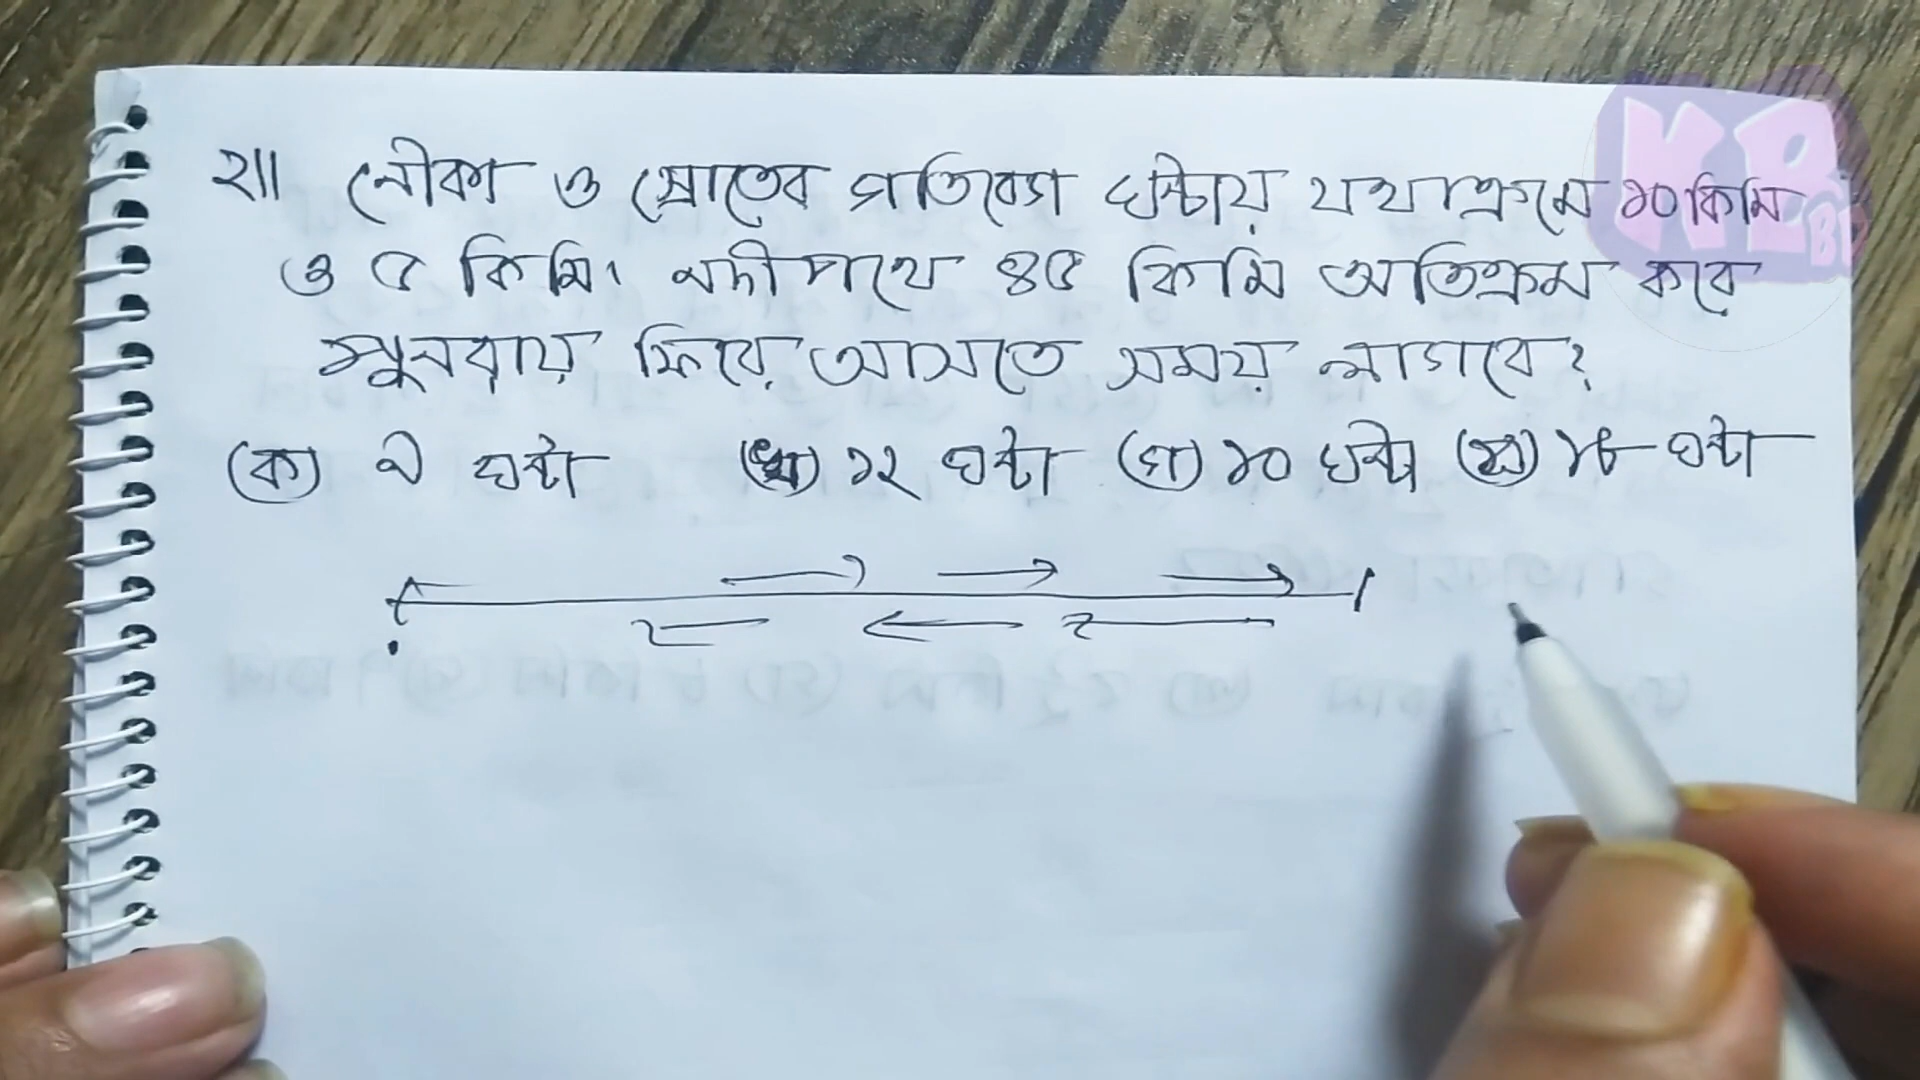 ২॥ নৌকা ও স্রোতের গতিবেগ ঘন্টায় যথাক্রমে ১০ কিমি
ও ৫ কিমি। নদীপথে ৪৫ কিমি অতিক্রম করে
পুনরায় ফিরে আসতে সময় লাগবে?
(ক) ৯ ঘন্টা (খ) ১২ ঘন্টা (গ) ১০ ঘন্টা (ঘ) ১৮ ঘন্টা
KB